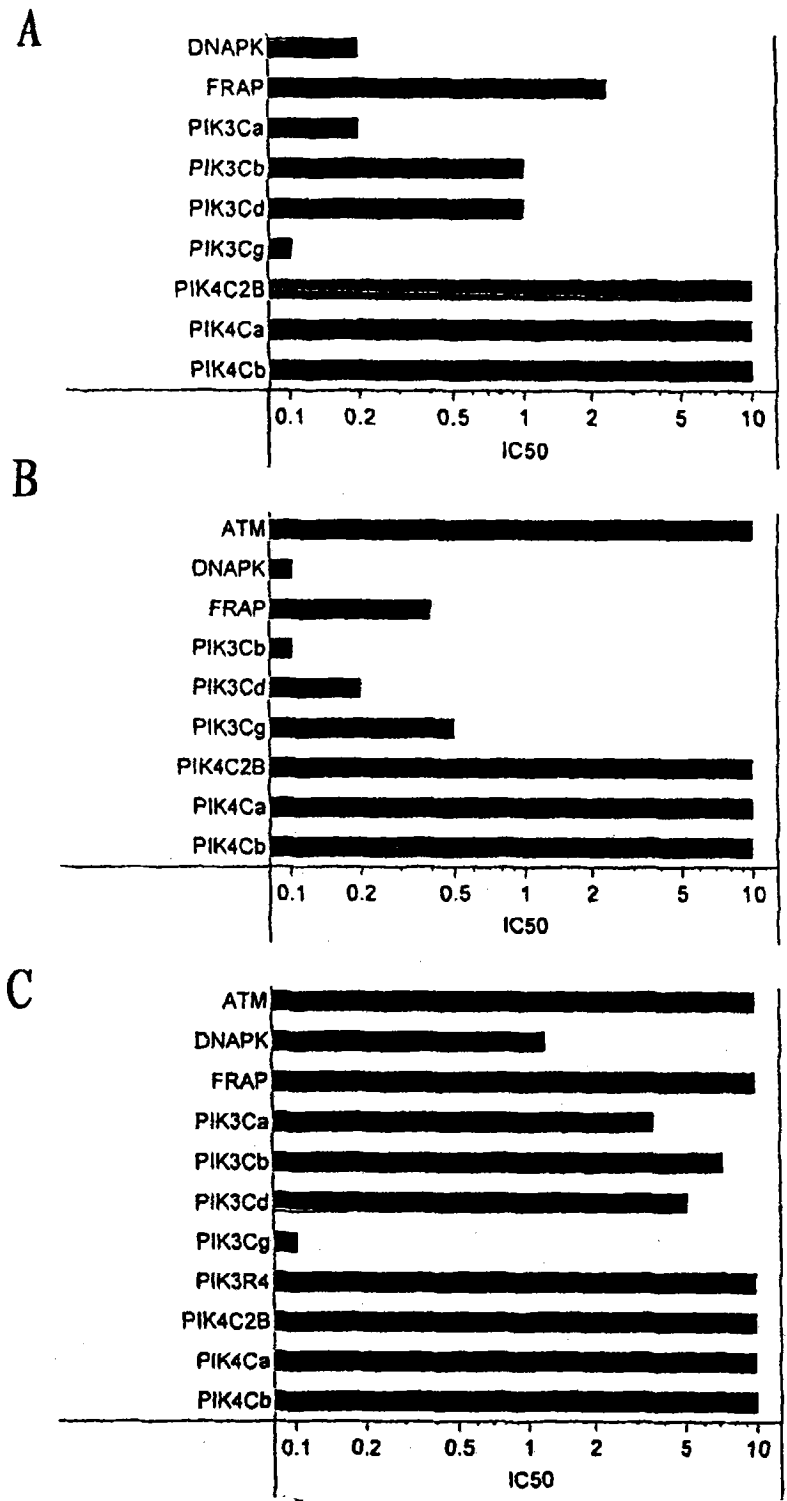 A
DNAPK
FRAP
PIK3Ca
PIK3Cb
PIK3Cd
PIK3Cg
PIK4C2B
PIK4Ca
PIK4Cb
0.1 0.2 0.5 1 2 5 10
IC50
B
ATM
DNAPK
FRAP
PIK3Cb
PIK3Cd
PIK3Cg
PIK4C2B
PIK4Ca
PIK4Cb
0.1 0.2 0.5 1 2 5 10
IC50
C
ATM
DNAPK
FRAP
PIK3Ca
PIK3Cb
PIK3Cd
PIK3Cg
PIK3R4
PIK4C2B
PIK4Ca
PIK4Cb
0.1 0.2 0.5 1 2 5 10
IC50